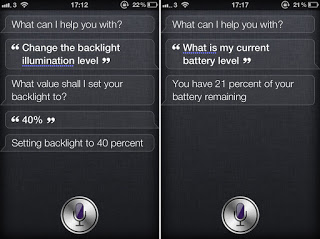 3 17:12 22%
What can I help you with?
“ Change the backlight
illumination level ”
What value shall I set your
backlight to?
“ 40% ”
Setting backlight to 40 percent
3 17:17 21%
What can I help you with?
“ What is my current
battery level ”
You have 21 percent of your
battery remaining